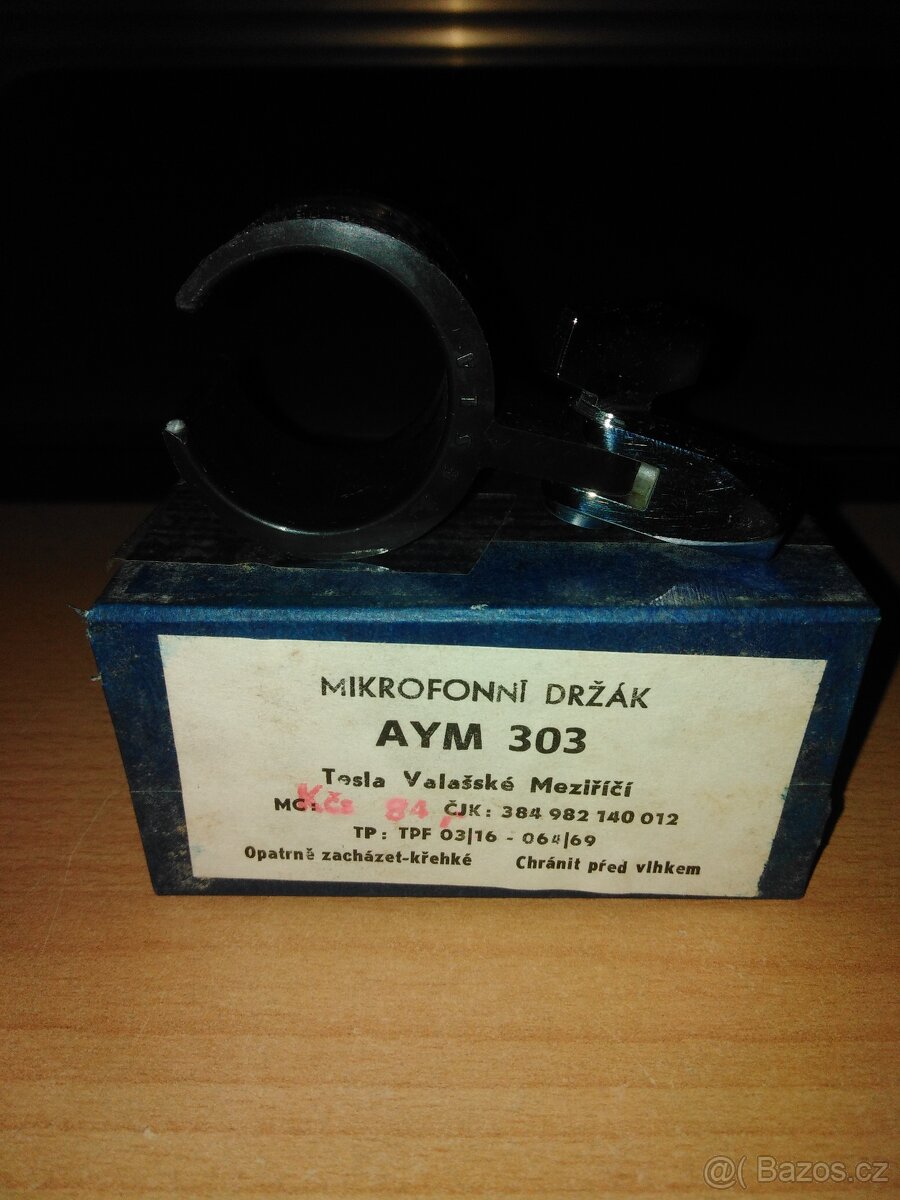 MIKROFONNÍ DRŽÁK
AYM 303
Tesla Valašské Meziříčí
MC: Kčs 84,- ČJK: 384 982 140 012
TP: TPF 03/16 - 064/69
Opatrně zacházet-křehké Chránit před vlhkem
@( Bazos.cz